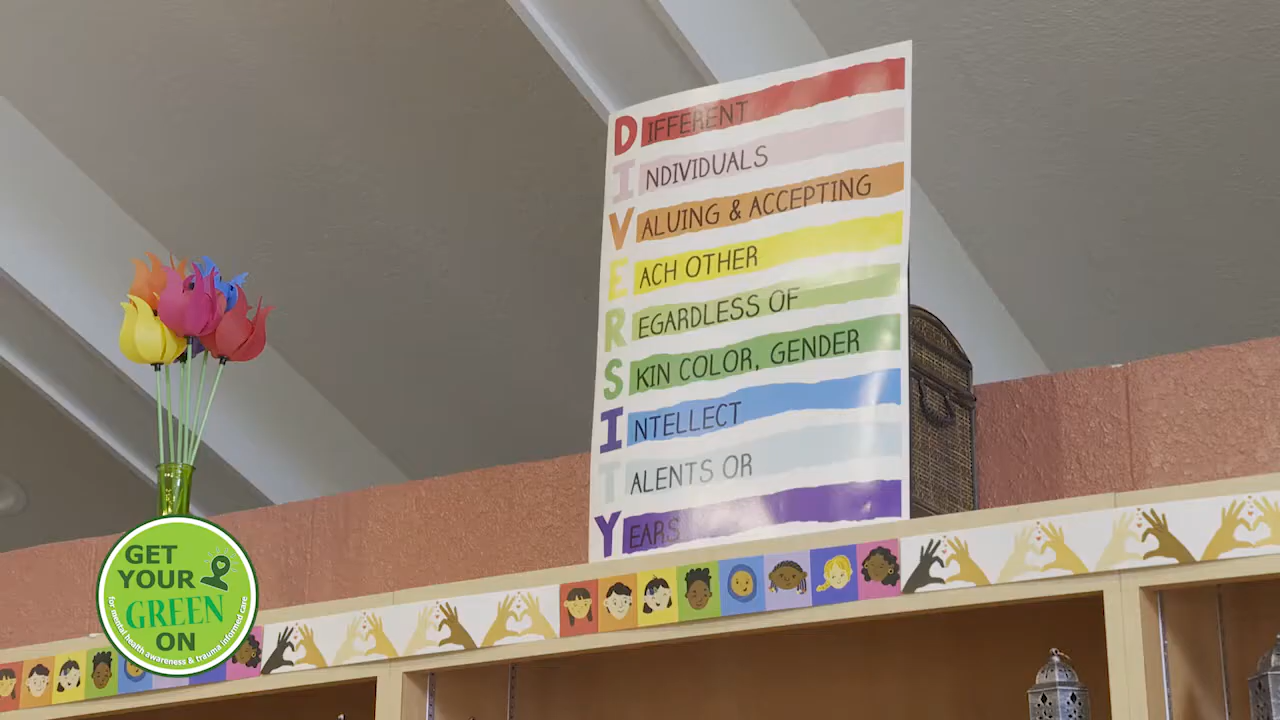 DIFFERENT
INDIVIDUALS
VALUING & ACCEPTING
EACH OTHER
REGARDLESS OF
SKIN COLOR, GENDER
INTELLECT
TALENTS OR
YEARS
GET
YOUR
GREEN
ON
for mental health awareness & trauma informed care